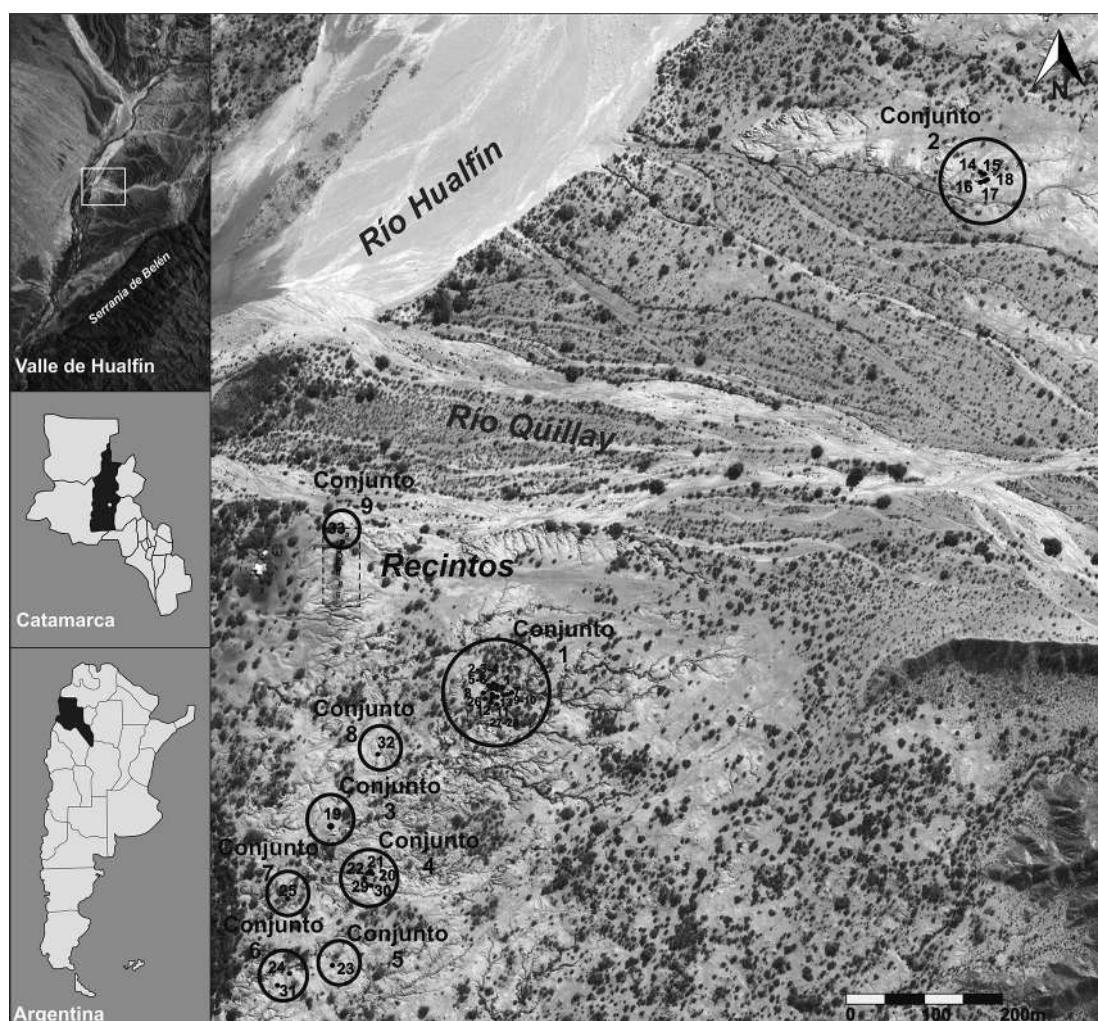 Serranía de Belén
Valle de Hualfín
Catamarca
Argentina
N
Río Hualfín
Conjunto
2
14 15
16 18
17
Río Quillay
Conjunto
9
33
Recintos
Conjunto
1
27-28
Conjunto
8
32
Conjunto
3
19
Conjunto
4
21
22 20
29 30
Conjunto
7
25
Conjunto
6
24
31
Conjunto
5
23
0 100 200m